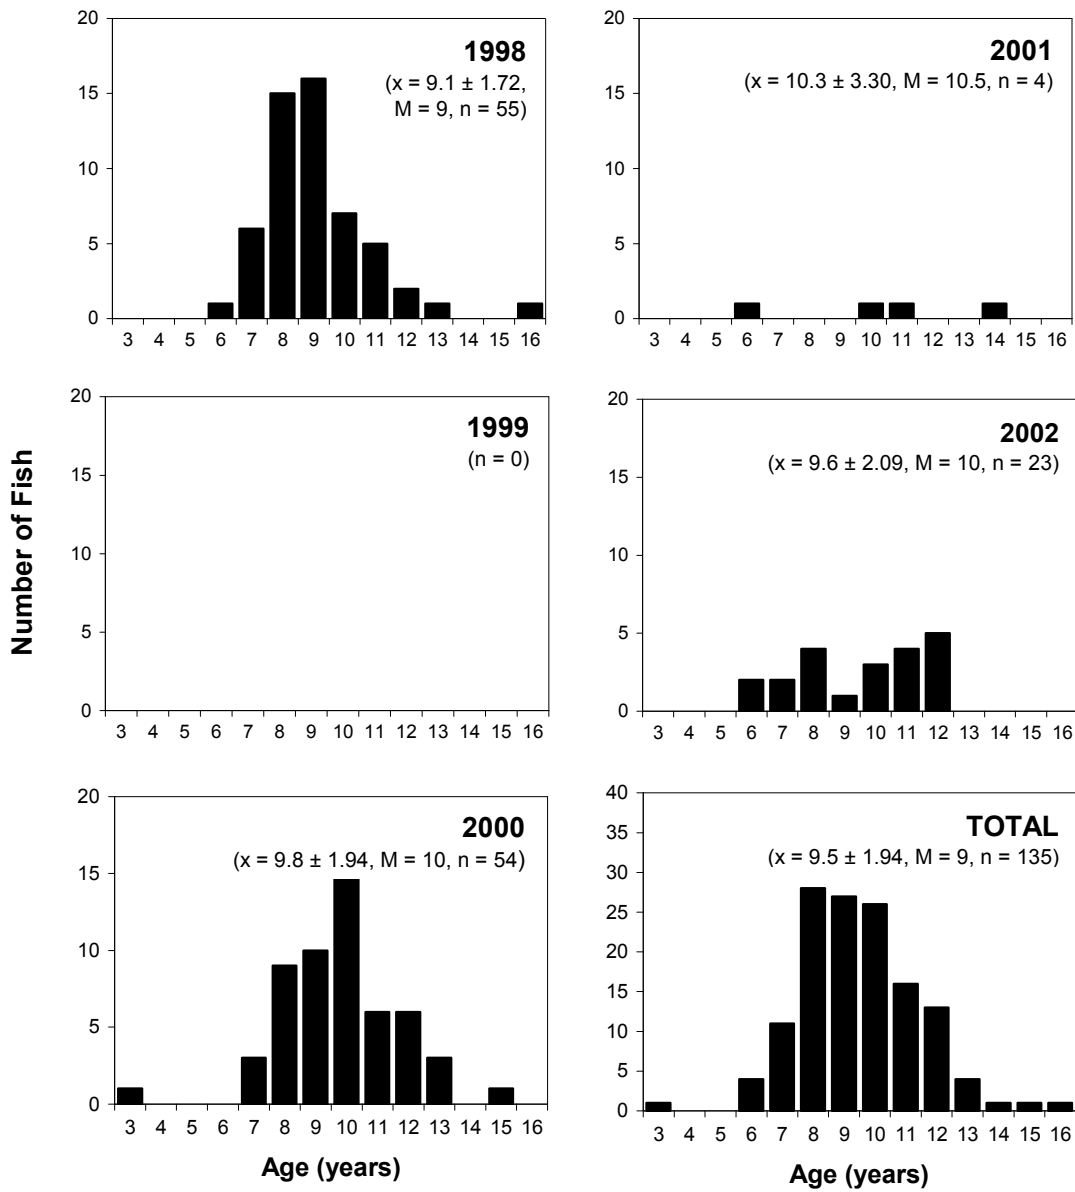 Number of Fish
20
15
10
5
0
1998
(x = 9.1 ± 1.72,
M = 9, n = 55)
3 4 5 6 7 8 9 10 11 12 13 14 15 16
20
15
10
5
0
2001
(x = 10.3 ± 3.30, M = 10.5, n = 4)
3 4 5 6 7 8 9 10 11 12 13 14 15 16
20
15
10
5
0
1999
(n = 0)
3 4 5 6 7 8 9 10 11 12 13 14 15 16
20
15
10
5
0
2002
(x = 9.6 ± 2.09, M = 10, n = 23)
3 4 5 6 7 8 9 10 11 12 13 14 15 16
20
15
10
5
0
2000
(x = 9.8 ± 1.94, M = 10, n = 54)
3 4 5 6 7 8 9 10 11 12 13 14 15 16
Age (years)
40
35
30
25
20
15
10
5
0
TOTAL
(x = 9.5 ± 1.94, M = 9, n = 135)
3 4 5 6 7 8 9 10 11 12 13 14 15 16
Age (years)